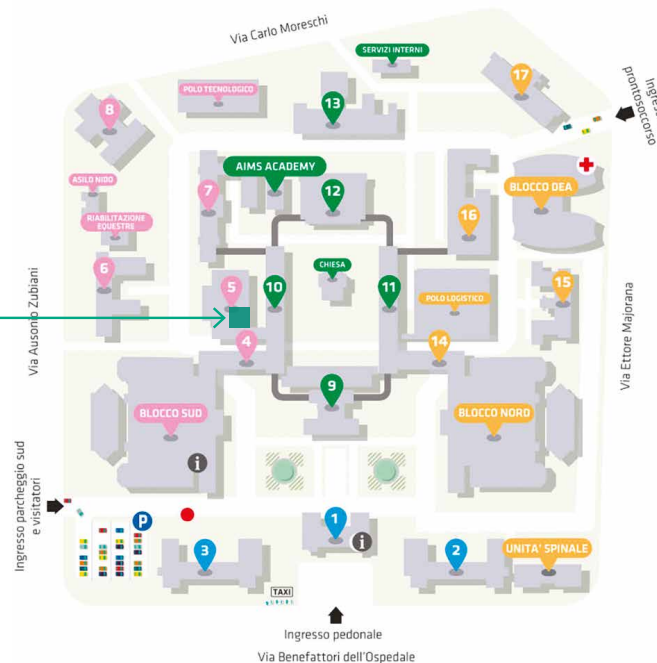 Via Carlo Moreschi
SERVIZI INTERNI
17
Ingresso
prontosoccorso
POLO TECNOLOGICO
13
8
AIMS ACADEMY
BLOCCO DEA
ASILO NIDO
7
12
16
RIABILITAZIONE
EQUESTRE
CHIESA
6
5
10
11
15
POLO LOGISTICO
Via Ausonio Zubiani
Via Ettore Majorana
4
14
9
BLOCCO SUD
BLOCCO NORD
i
Ingresso parcheggio sud
e visitatori
P
1
i
3
2
UNITA' SPINALE
TAXI
Ingresso pedonale
Via Benefattori dell'Ospedale